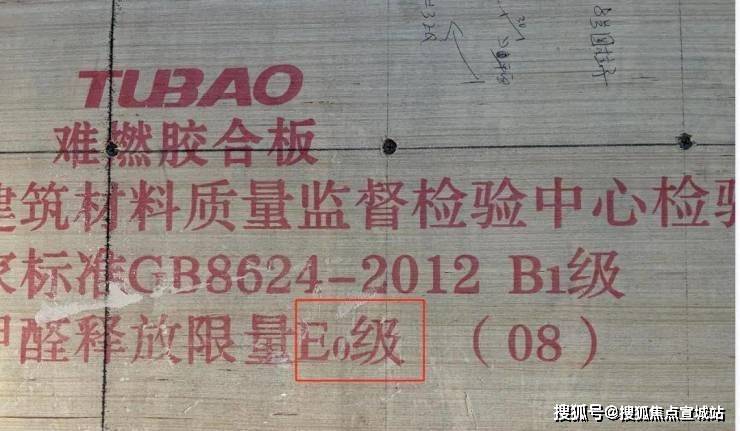 TUBAO
难燃胶合板
建筑材料质量监督检验中心检验
家标准GB8624-2012 B1级
甲醛释放限量E0级 （08）
搜狐号@搜狐焦点宣城站